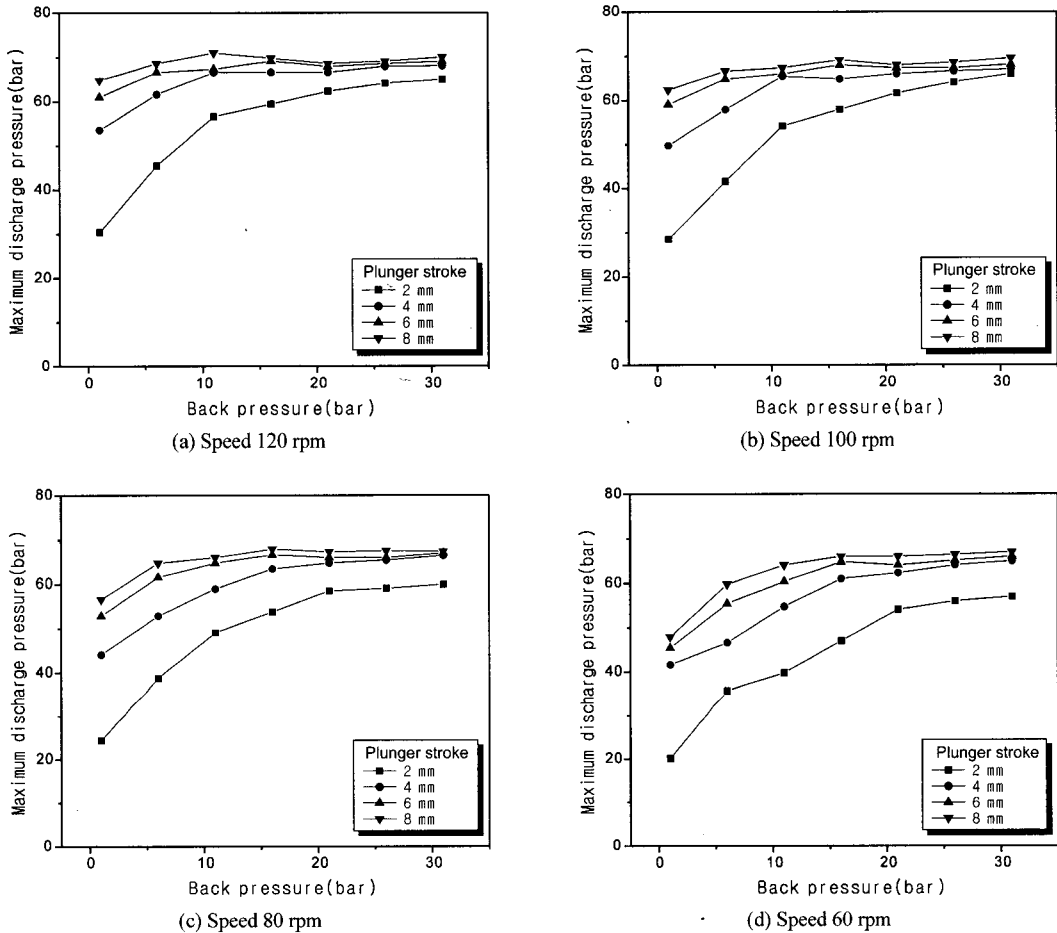 80
60
40
20
0
Maximum discharge pressure(bar)
Plunger stroke
2 mm
4 mm
6 mm
8 mm
0
10
20
30
Back pressure(bar)
(a) Speed 120 rpm
80
60
40
20
0
Maximum discharge pressure(bar)
Plunger stroke
2 mm
4 mm
6 mm
8 mm
0
10
20
30
Back pressure(bar)
(b) Speed 100 rpm
80
60
40
20
0
Maximum discharge pressure(bar)
Plunger stroke
2 mm
4 mm
6 mm
8 mm
0
10
20
30
Back pressure(bar)
(c) Speed 80 rpm
80
60
40
20
0
Maximum discharge pressure(bar)
Plunger stroke
2 mm
4 mm
6 mm
8 mm
0
10
20
30
Back pressure(bar)
(d) Speed 60 rpm